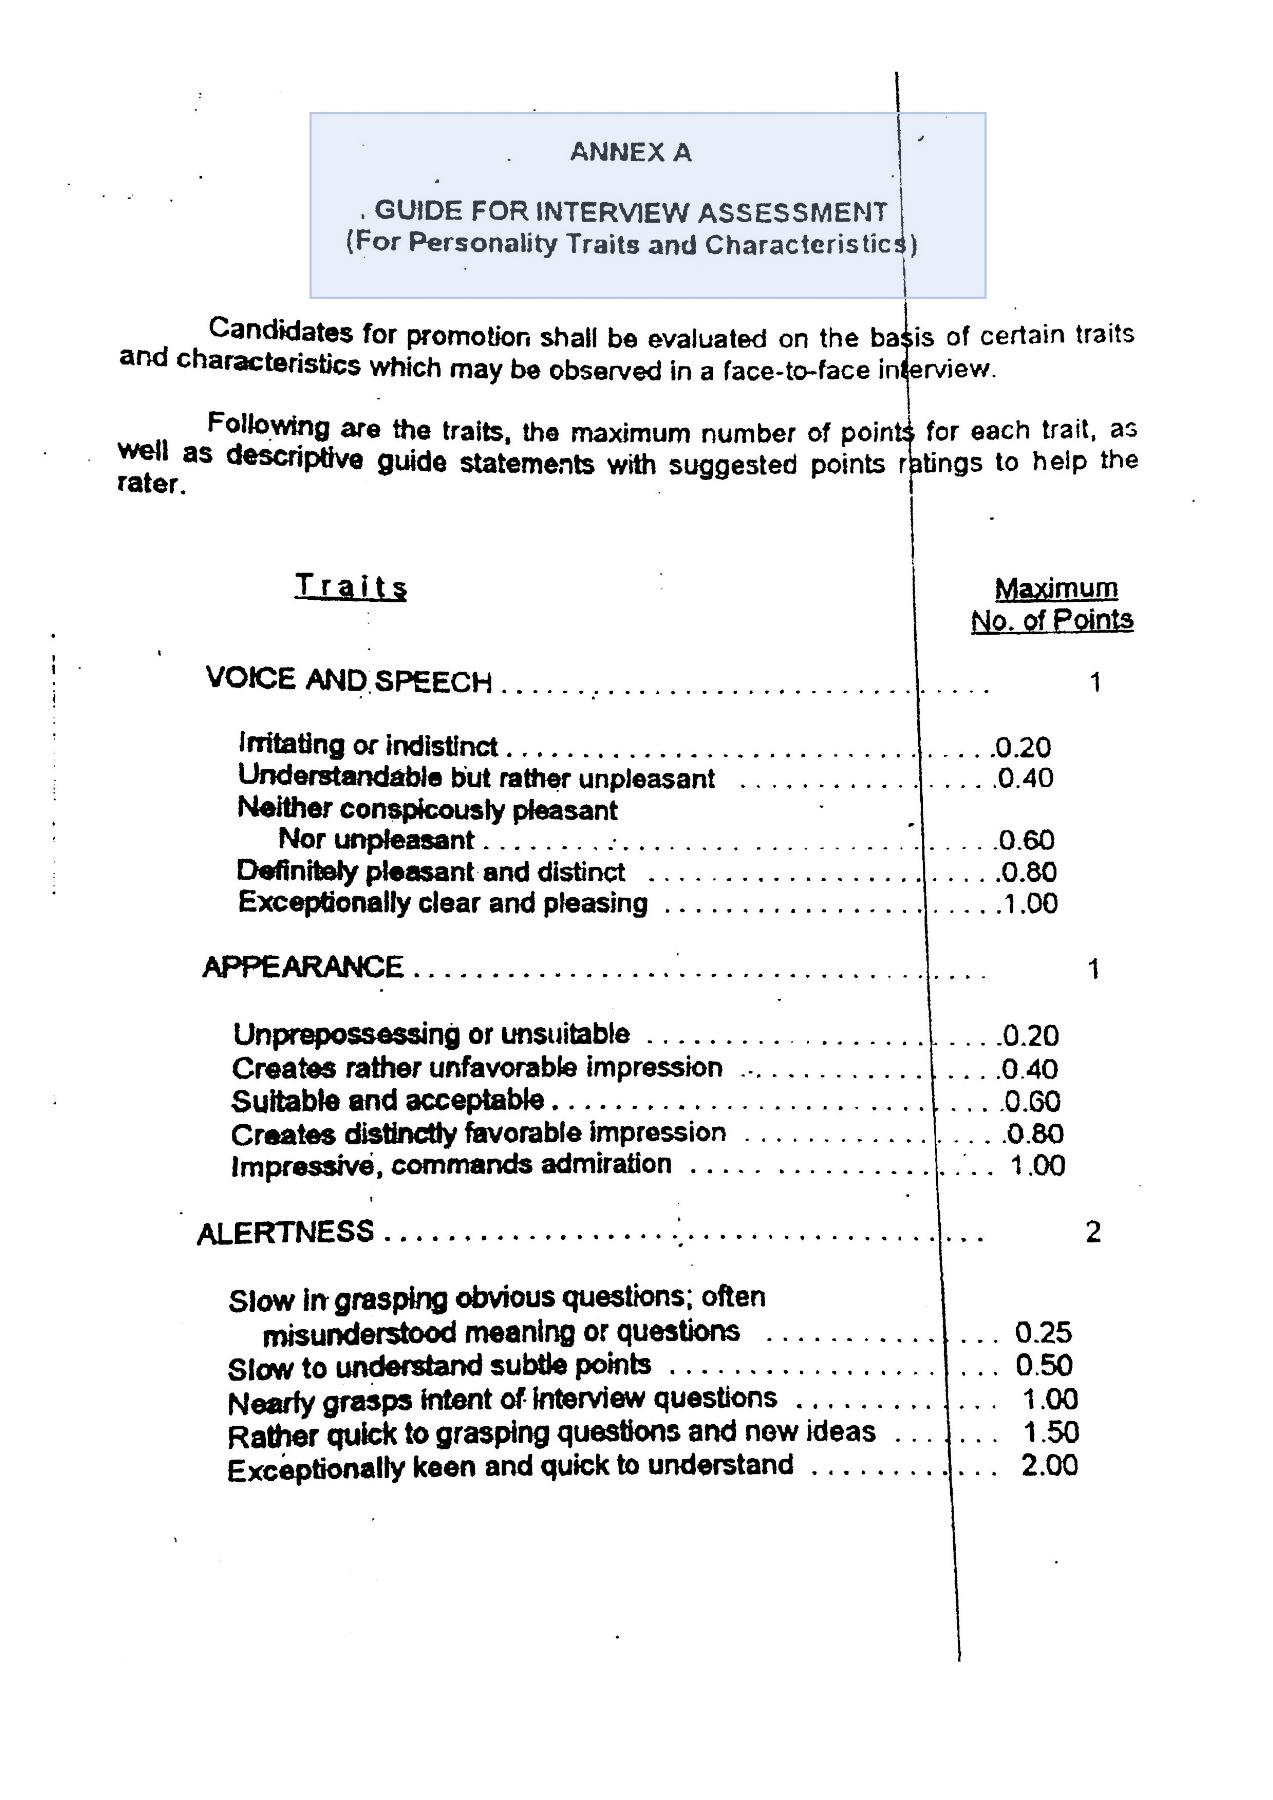 ANNEX A
GUIDE FOR INTERVIEW ASSESSMENT
(For Personality Traits and Characteristics)
Candidates for promotion shall be evaluated on the basis of certain traits
and characteristics which may be observed in a face-to-face interview.
Following are the traits, the maximum number of points for each trait, as
well as descriptive guide statements with suggested points ratings to help the
rater.
Traits Maximum
No. of Points
VOICE AND SPEECH ................................ 1
Irritating or indistinct ................................ 0.20
Understandable but rather unpleasant ................. 0.40
Neither conspicously pleasant
Nor unpleasant ................................ 0.60
Definitely pleasant and distinct ....................... 0.80
Exceptionally clear and pleasing ...................... 1.00
APPEARANCE ..................................... 1
Unprepossessing or unsuitable ....................... 0.20
Creates rather unfavorable impression ................. 0.40
Suitable and acceptable ............................. 0.60
Creates distinctly favorable impression ................. 0.80
Impressive, commands admiration .................... 1.00
ALERTNESS ....................................... 2
Slow in grasping obvious questions; often
misunderstood meaning or questions ............... 0.25
Slow to understand subtle points ..................... 0.50
Nearly grasps intent of interview questions ............. 1.00
Rather quick to grasping questions and new ideas ....... 1.50
Exceptionally keen and quick to understand ............ 2.00